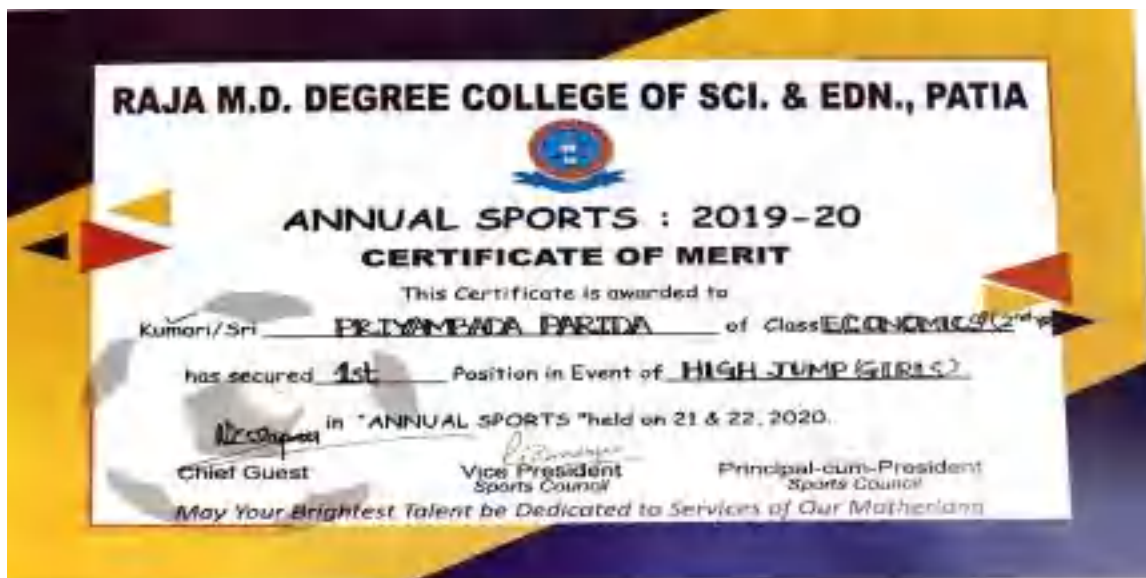 RAJA M.D. DEGREE COLLEGE OF SCI. & EDN., PATIA
ANNUAL SPORTS : 2019-20
CERTIFICATE OF MERIT
This Certificate is awarded to
Kumari/Sri PRIYAMBADA PARIDA of Class ECONOMICS (2nd
has secured 1st Position in Event of HIGH JUMP (GIRLS)
in "ANNUAL SPORTS "held on 21 & 22, 2020.
Chief Guest Vice President Principal-cum-President
Sports Council Sports Council
May Your Brightest Talent be Dedicated to Services of Our Motherland